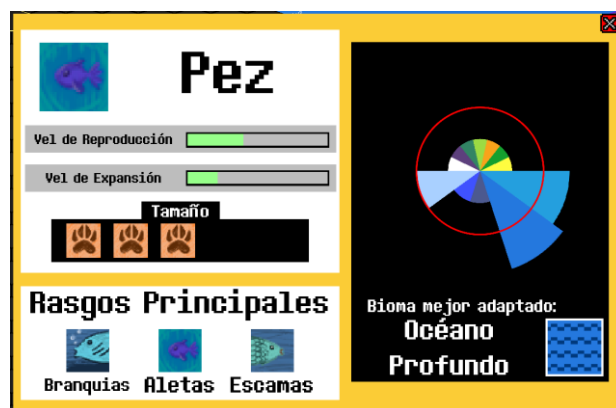 Pez
Vel de Reproducción
Vel de Expansión
Tamaño
Rasgos Principales
Branquias Aletas Escamas
Bioma mejor adaptado:
Océano
Profundo